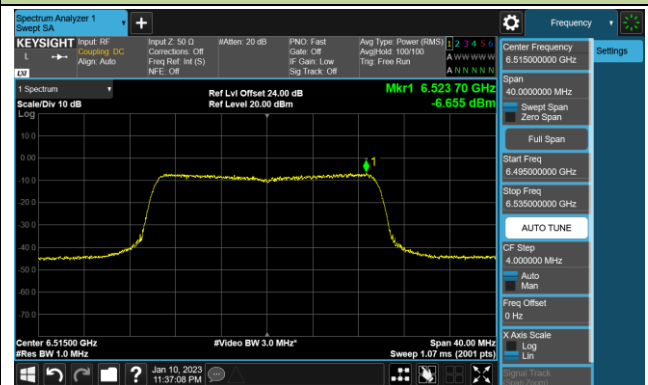 Spectrum Analyzer 1
Swept SA
+
Frequency
KEYSIGHT
L
LXI
Input: RF
Coupling: DC
Align: Auto
Input Z: 50 Ω
Corrections: Off
Freq Ref: Int (S)
NFE: Off
#Atten: 20 dB
PNO: Fast
Gate: Off
IF Gain: Low
Sig Track: Off
Avg Type: Power (RMS)
Avg|Hold: 100/100
Trig: Free Run
1 2 3 4 5 6
A W W W W W
A N N N N N
1 Spectrum
Scale/Div 10 dB
Log
Ref Lvl Offset 24.00 dB
Ref Level 20.00 dBm
Mkr1 6.523 70 GHz
-6.655 dBm
10.0
0.00
-10.0
-20.0
-30.0
-40.0
-50.0
-60.0
-70.0
1
Center 6.51500 GHz
#Res BW 1.0 MHz
#Video BW 3.0 MHz*
Span 40.00 MHz
Sweep 1.07 ms (2001 pts)
Center Frequency
6.515000000 GHz
Settings
Span
40.0000000 MHz
Swept Span
Zero Span
Full Span
Start Freq
6.495000000 GHz
Stop Freq
6.535000000 GHz
AUTO TUNE
CF Step
4.000000 MHz
Auto
Man
Freq Offset
0 Hz
X Axis Scale
Log
Lin
Signal Track
(Span Zoom)
?
Jan 10, 2023
11:37:08 PM